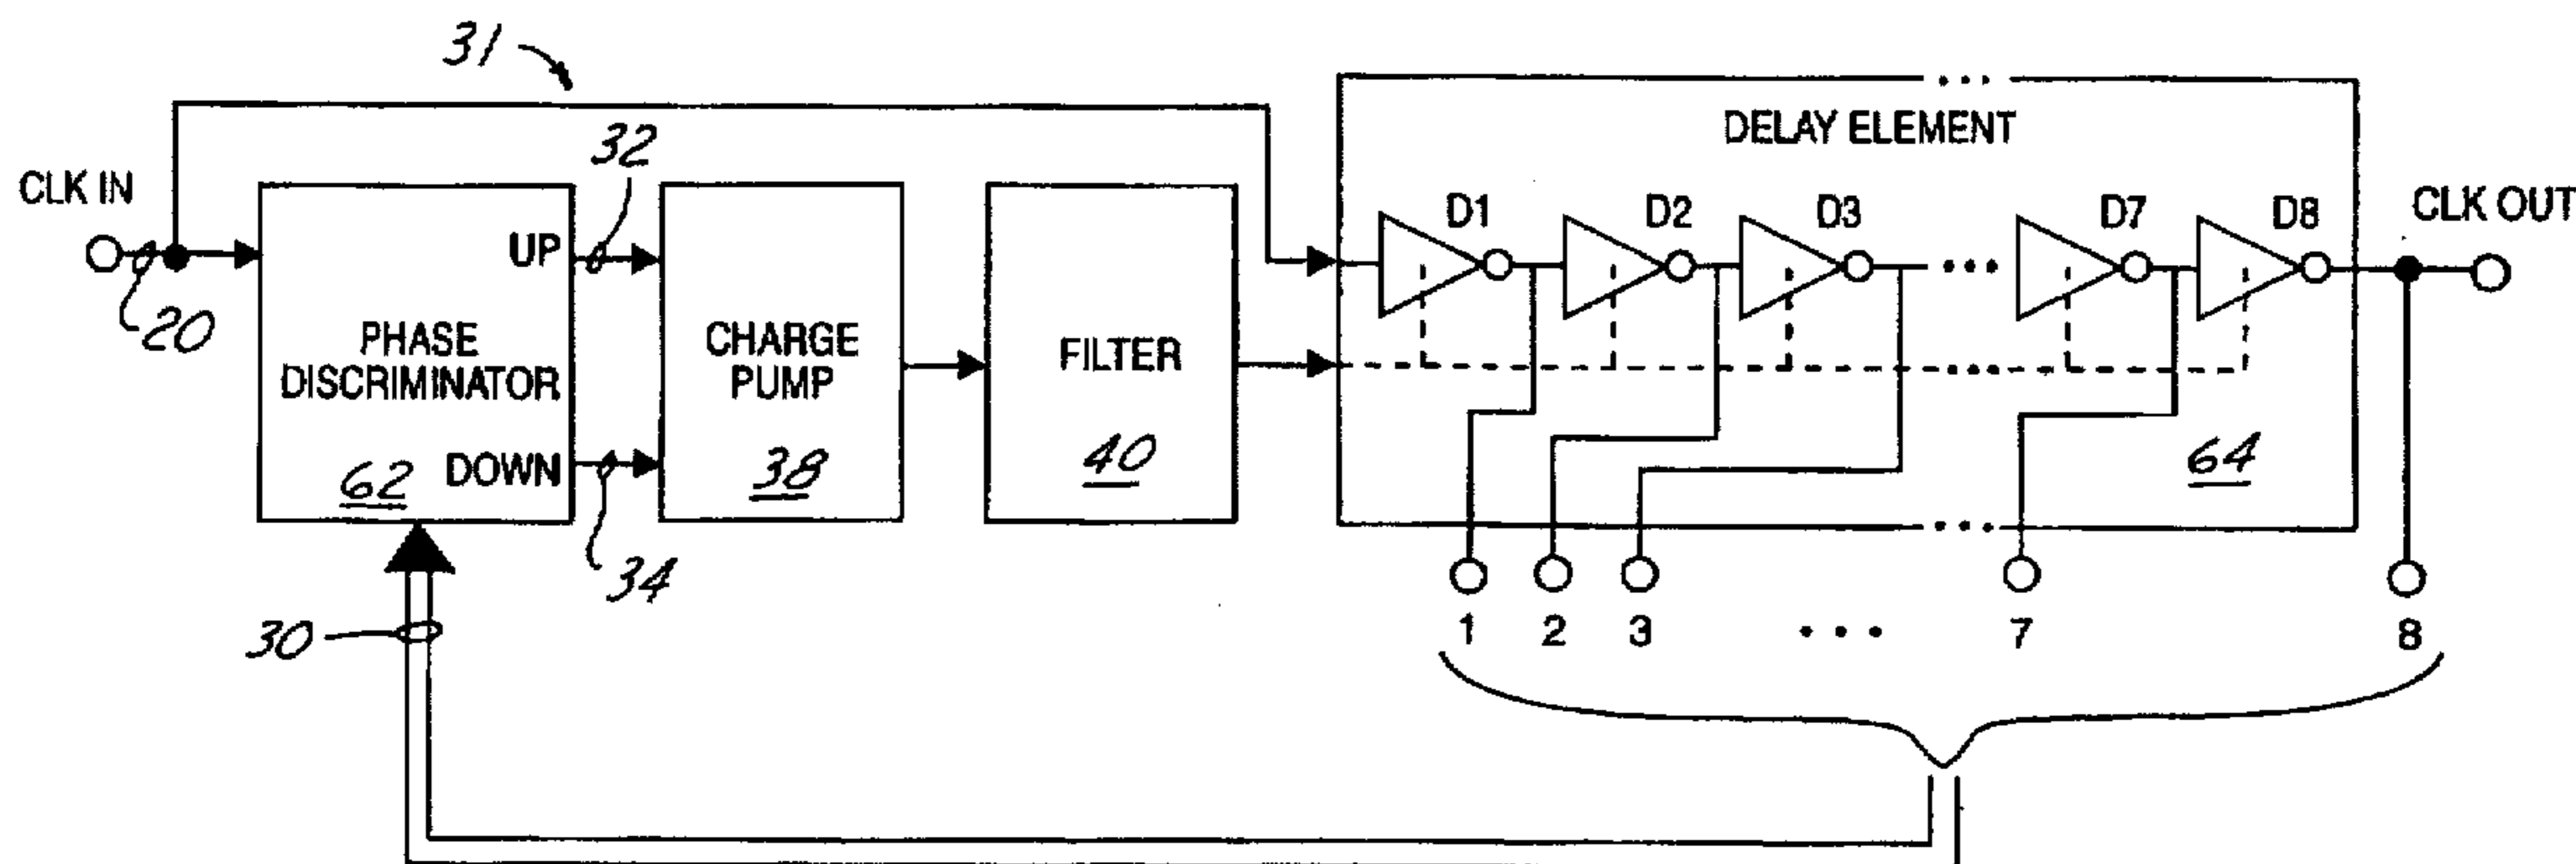 31
DELAY ELEMENT
CLK IN
32
D1 D2 D3 ... D7 D8
CLK OUT
UP
20
PHASE
DISCRIMINATOR
CHARGE
PUMP
FILTER
62
DOWN
38
40
64
34
30
1 2 3 ... 7 8